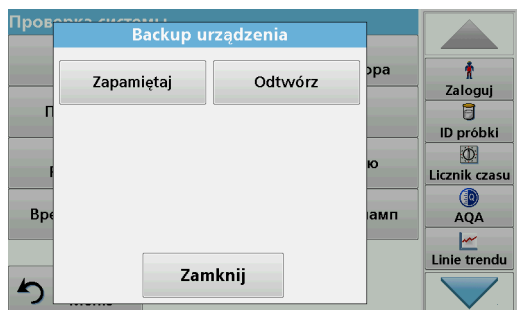 Backup urządzenia
Zapamiętaj
Odtwórz
Zamknij
Zaloguj
ID próbki
Licznik czasu
AQA
Linie trendu